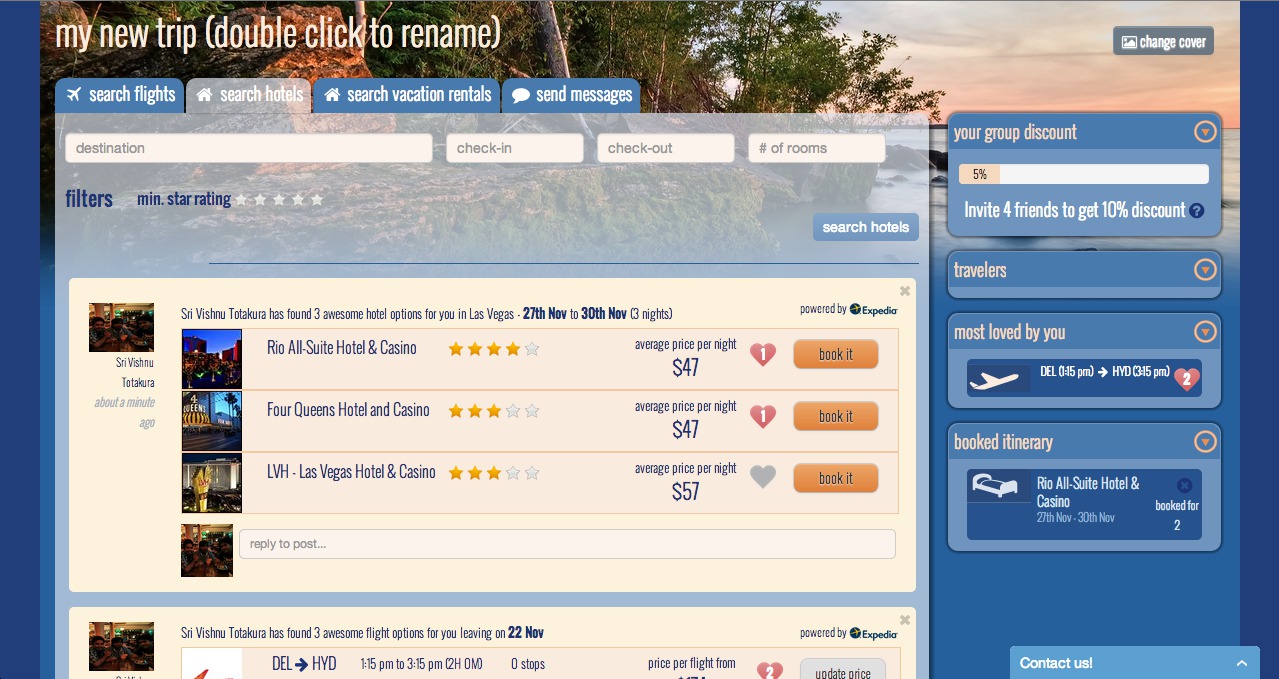 my new trip (double click to rename)
change cover
search flights
search hotels
search vacation rentals
send messages
destination
check-in
check-out
# of rooms
filters
min. star rating
search hotels
Sri Vishnu Totakura has found 3 awesome hotel options for you in Las Vegas - 27th Nov to 30th Nov (3 nights)
powered by Expedia
Sri Vishnu
Totakura
about a minute
ago
Rio All-Suite Hotel & Casino
average price per night
$47
1
book it
4 QUEENS
Four Queens Hotel and Casino
average price per night
$47
1
book it
LVH - Las Vegas Hotel & Casino
average price per night
$57
book it
reply to post...
Sri Vishnu Totakura has found 3 awesome flight options for you leaving on 22 Nov
powered by Expedia
DEL HYD
1:15 pm to 3:15 pm (2H 0M)
0 stops
price per flight from
2
update price
your group discount
5%
Invite 4 friends to get 10% discount ?
travelers
most loved by you
DEL (1:15 pm) HYD (3:15 pm)
2
booked itinerary
Rio All-Suite Hotel &
Casino
27th Nov - 30th Nov
booked for
2
Contact us!